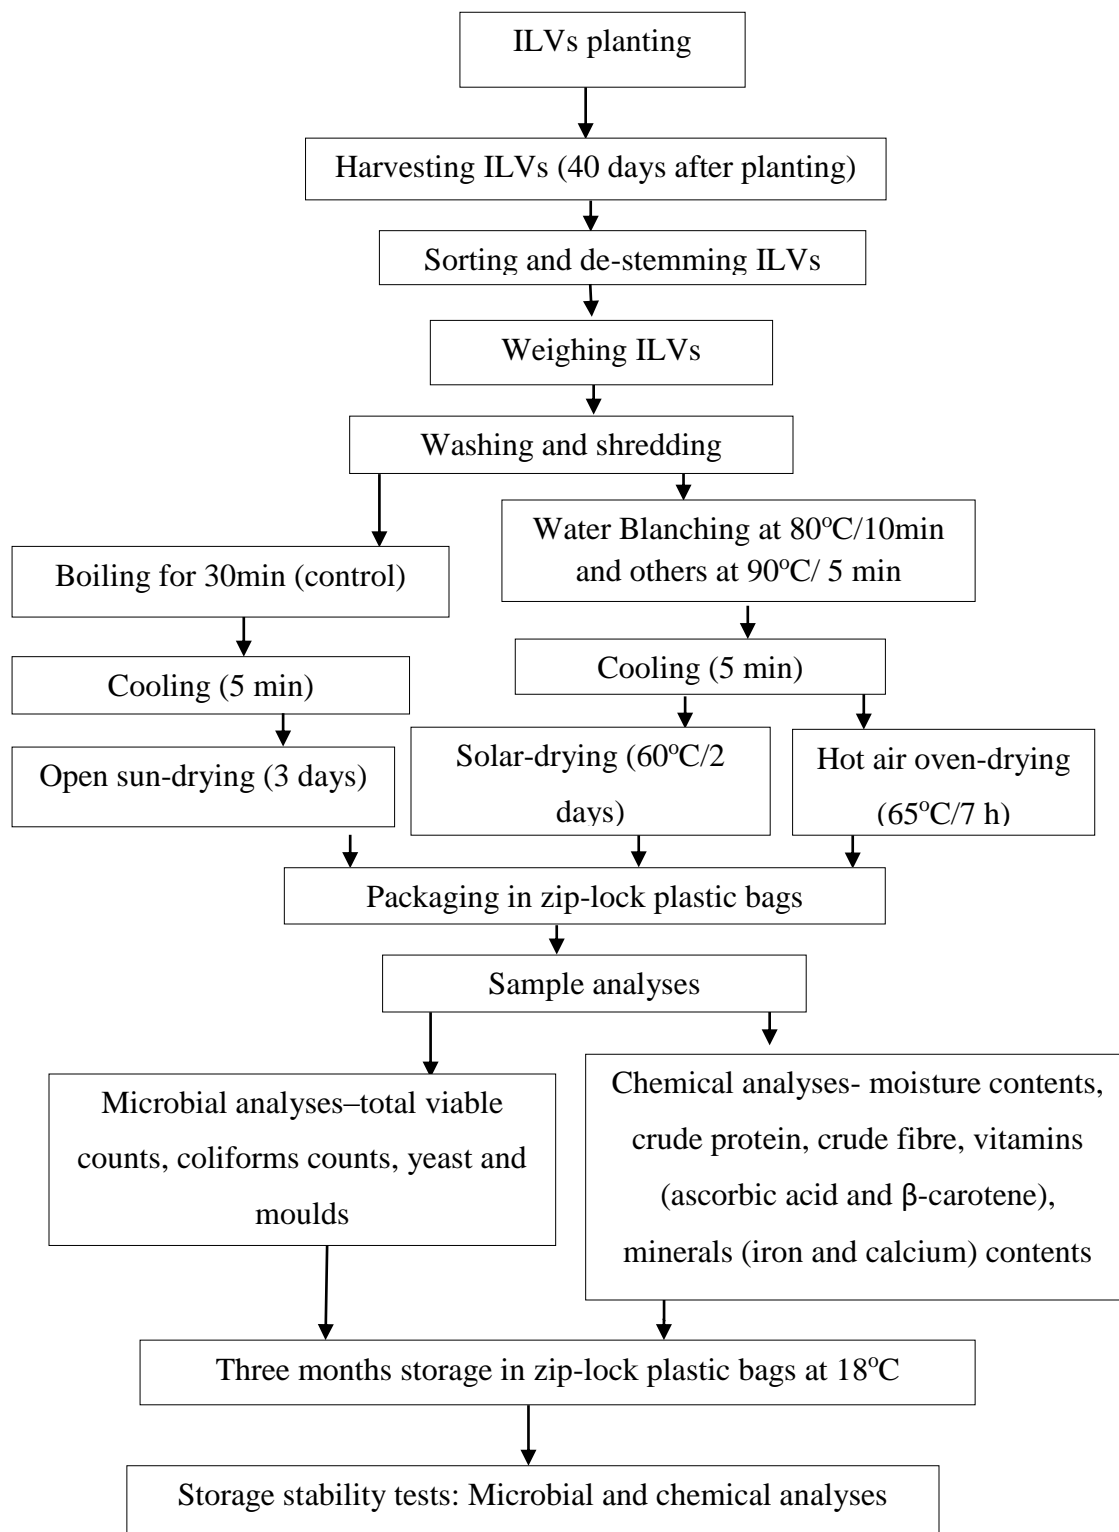 ILVs planting
Harvesting ILVs (40 days after planting)
Sorting and de-stemming ILVs
Weighing ILVs
Washing and shredding
Boiling for 30min (control)
Water Blanching at 80°C/10min
and others at 90°C/ 5 min
Cooling (5 min)
Cooling (5 min)
Open sun-drying (3 days)
Solar-drying (60°C/2
days)
Hot air oven-drying
(65°C/7 h)
Packaging in zip-lock plastic bags
Sample analyses
Microbial analyses–total viable
counts, coliforms counts, yeast and
moulds
Chemical analyses- moisture contents,
crude protein, crude fibre, vitamins
(ascorbic acid and β-carotene),
minerals (iron and calcium) contents
Three months storage in zip-lock plastic bags at 18°C
Storage stability tests: Microbial and chemical analyses